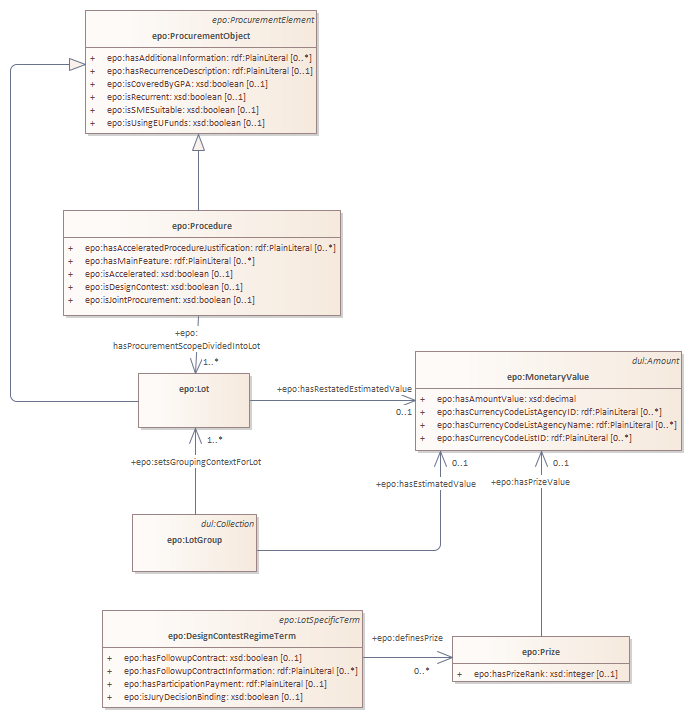 epo:ProcurementElement
epo:ProcurementObject
+ epo:hasAdditionalInformation: rdf:PlainLiteral [0..*]
+ epo:hasRecurrenceDescription: rdf:PlainLiteral [0..1]
+ epo:isCoveredByGPA: xsd:boolean [0..1]
+ epo:isRecurrent: xsd:boolean [0..1]
+ epo:isSMESuitable: xsd:boolean [0..1]
+ epo:isUsingEUFunds: xsd:boolean [0..1]
epo:Procedure
+ epo:hasAcceleratedProcedureJustification: rdf:PlainLiteral [0..*]
+ epo:hasMainFeature: rdf:PlainLiteral [0..*]
+ epo:isAccelerated: xsd:boolean [0..1]
+ epo:isDesignContest: xsd:boolean [0..1]
+ epo:isJointProcurement: xsd:boolean [0..1]
+epo:
hasProcurementScopeDividedIntoLot
1..*
epo:Lot
+epo:hasRestatedEstimatedValue
0..1
dul:Amount
epo:MonetaryValue
+ epo:hasAmountValue: xsd:decimal
+ epo:hasCurrencyCodeListAgencyID: rdf:PlainLiteral [0..*]
+ epo:hasCurrencyCodeListAgencyName: rdf:PlainLiteral [0..*]
+ epo:hasCurrencyCodeListID: rdf:PlainLiteral [0..*]
1..*
+epo:setsGroupingContextForLot
0..1
+epo:hasEstimatedValue
0..1
+epo:hasPrizeValue
dul:Collection
epo:LotGroup
epo:LotSpecificTerm
epo:DesignContestRegimeTerm
+ epo:hasFollowupContract: xsd:boolean [0..1]
+ epo:hasFollowupContractInformation: rdf:PlainLiteral [0..*]
+ epo:hasParticipationPayment: rdf:PlainLiteral [0..1]
+ epo:isJuryDecisionBinding: xsd:boolean [0..1]
+epo:definesPrize
0..*
epo:Prize
+ epo:hasPrizeRank: xsd:integer [0..1]